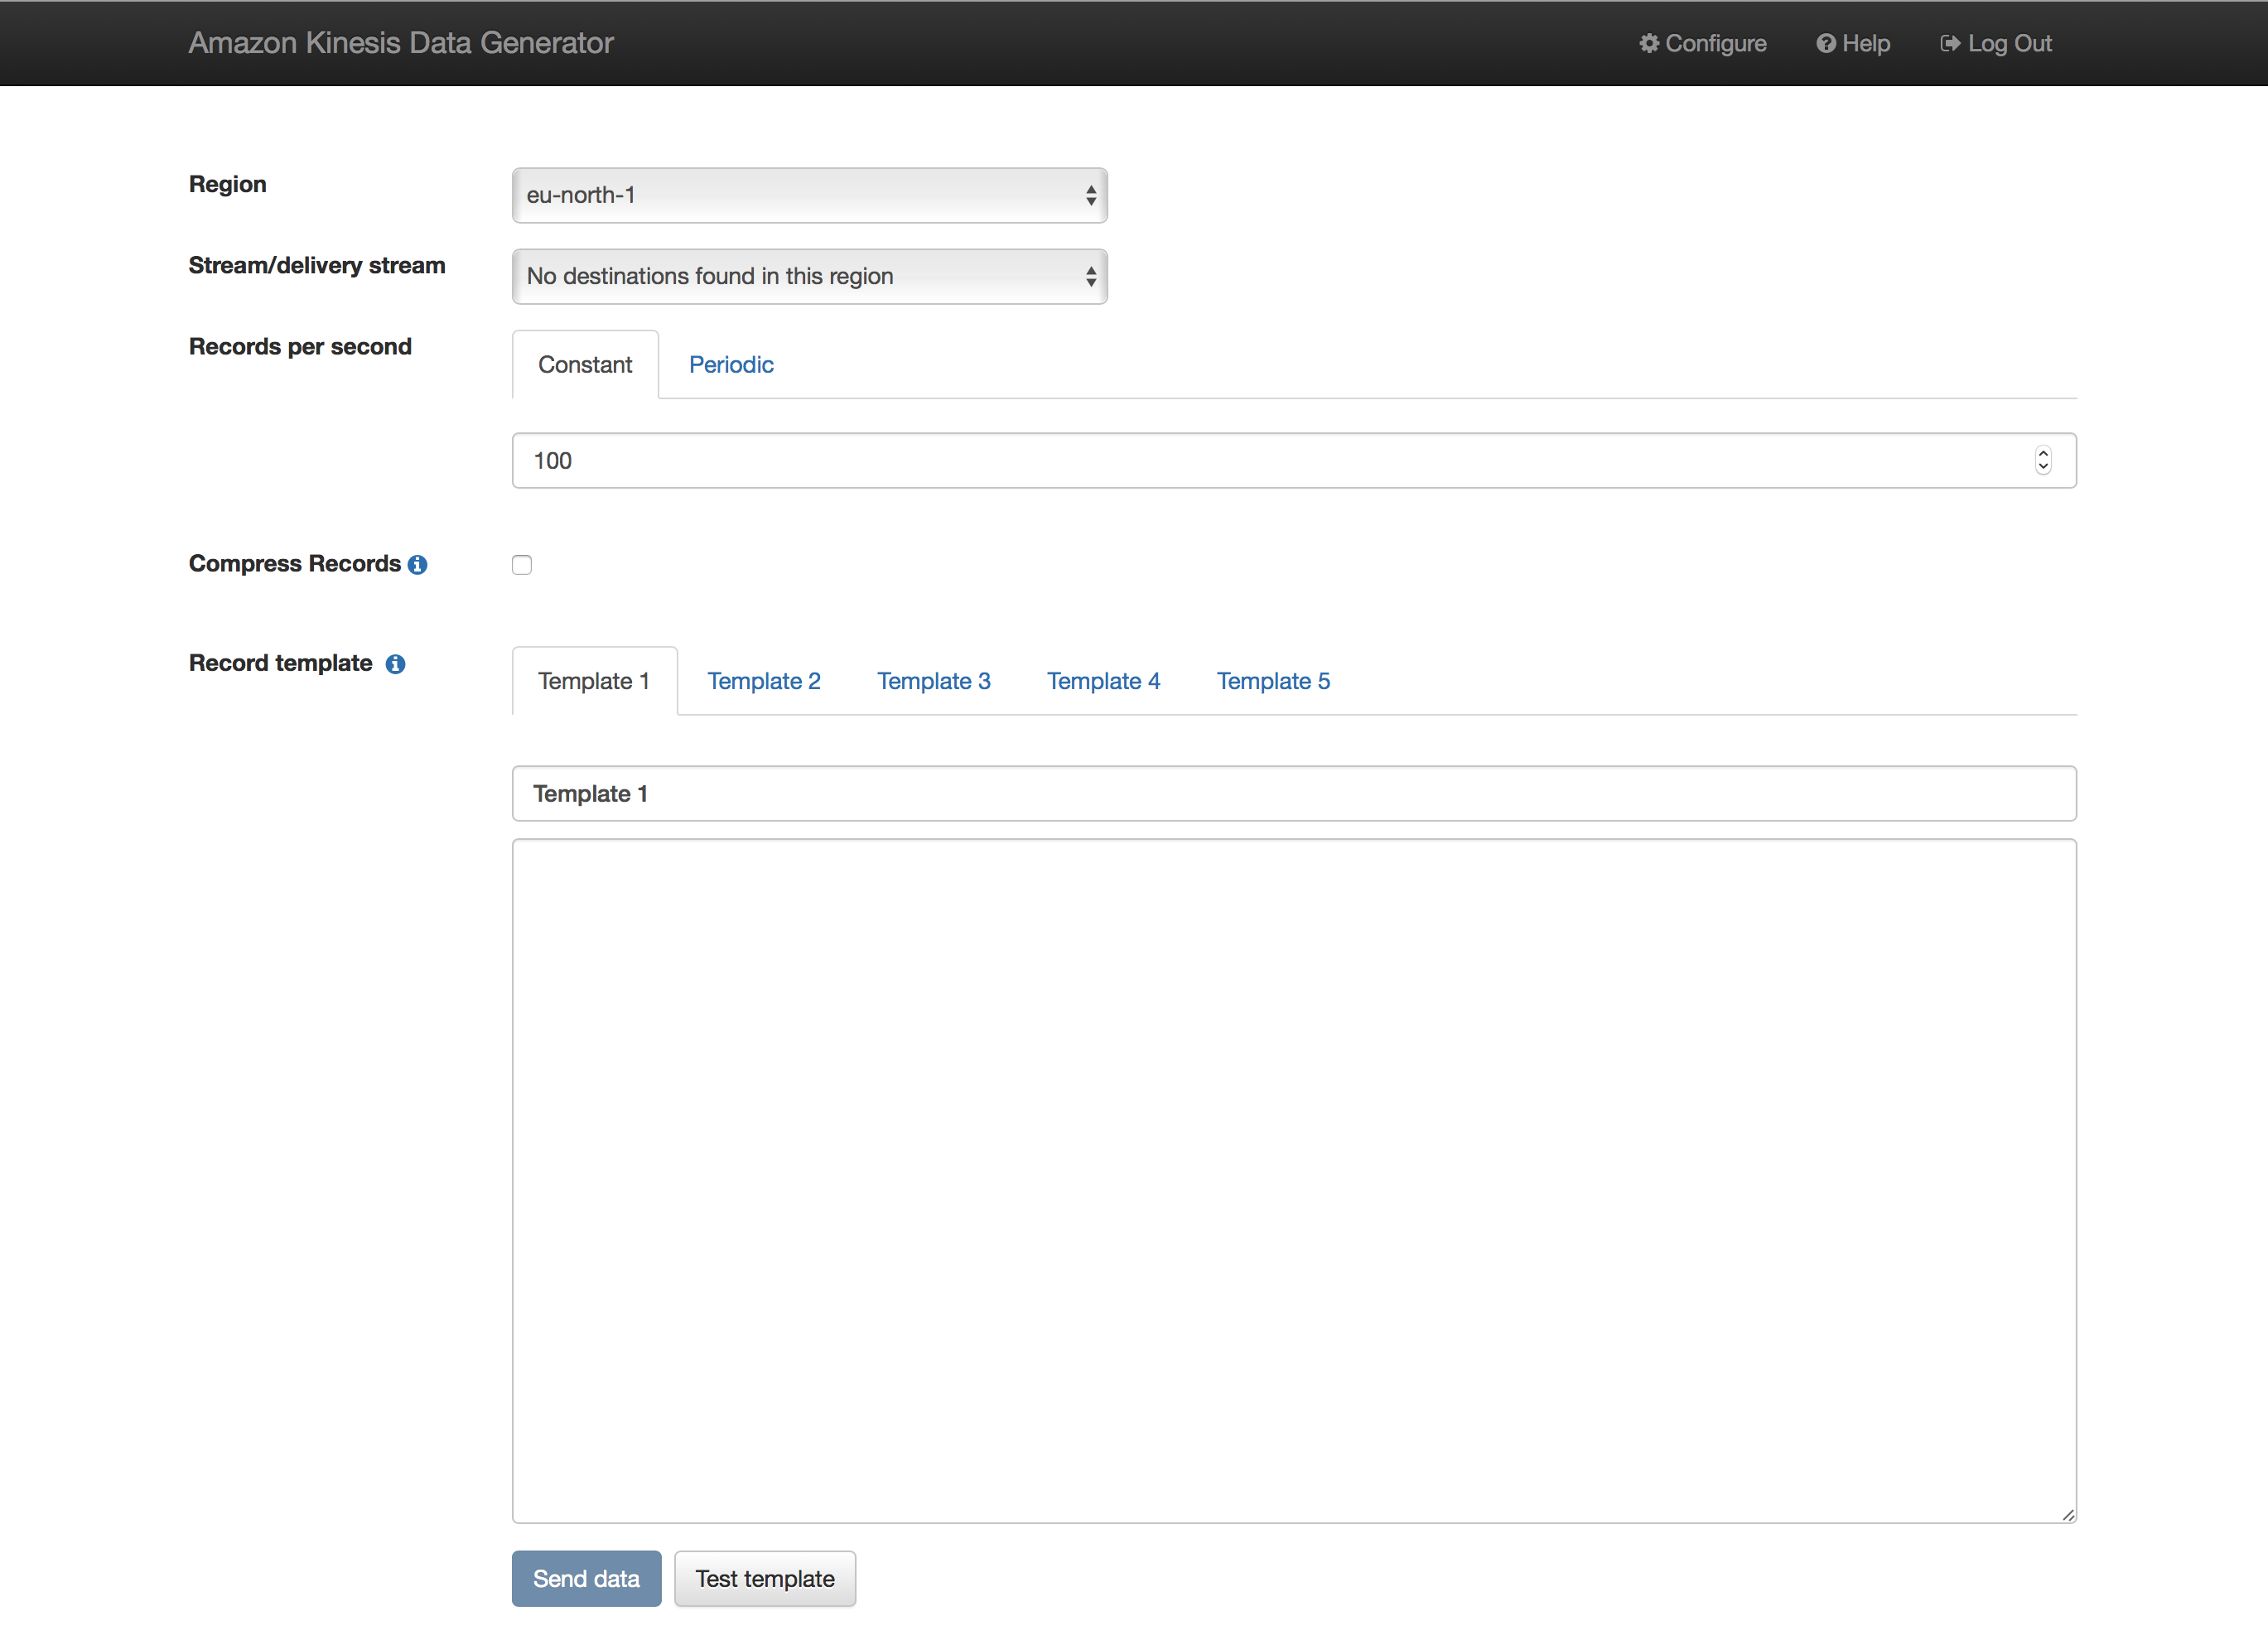 Amazon Kinesis Data Generator Configure Help Log Out
Region eu-north-1
Stream/delivery stream No destinations found in this region
Records per second Constant Periodic
100
Compress Records
Record template Template 1 Template 2 Template 3 Template 4 Template 5
Template 1
Send data Test template